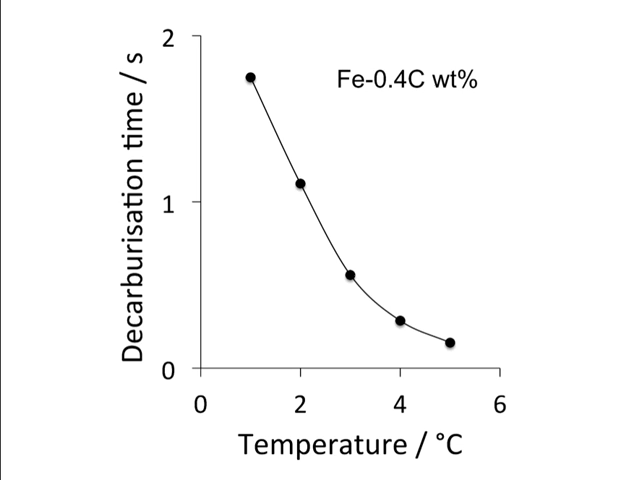 2
Fe-0.4C wt%
Decarburisation time / s
1
0
0 2 4 6
Temperature / °C